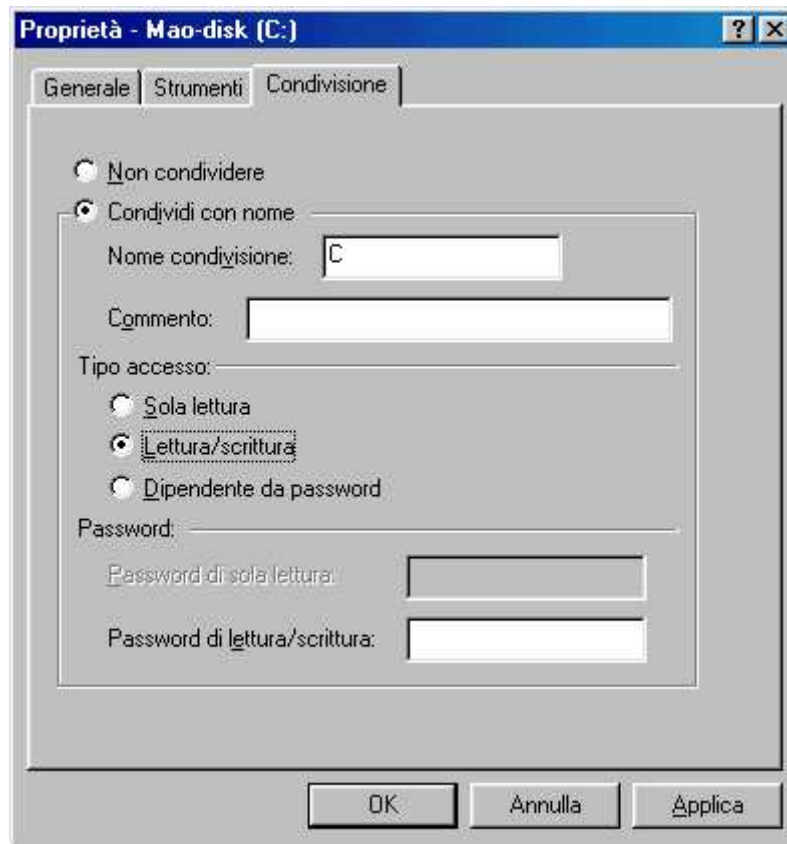 Proprietà - Mao-disk (C:)
Generale Strumenti Condivisione
Non condividere
Condividi con nome
Nome condivisione: C
Commento:
Tipo accesso:
Sola lettura
Lettura/scrittura
Dipendente da password
Password:
Password di sola lettura:
Password di lettura/scrittura:
OK Annulla Applica